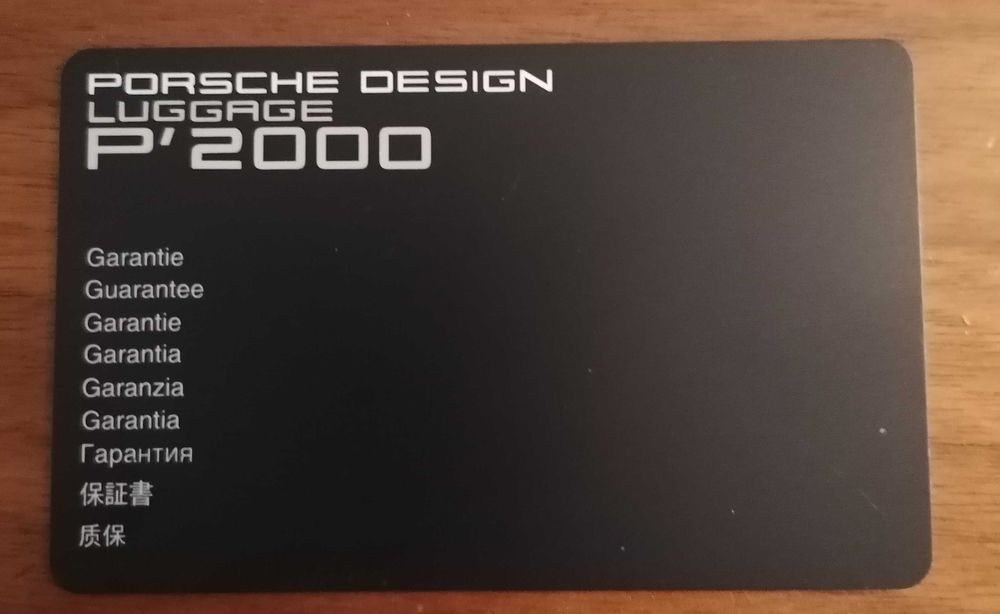 PORSCHE DESIGN
LUGGAGE
P'2000
Garantie
Guarantee
Garantie
Garantia
Garanzia
Garantia
Гарантия
保証書
质保